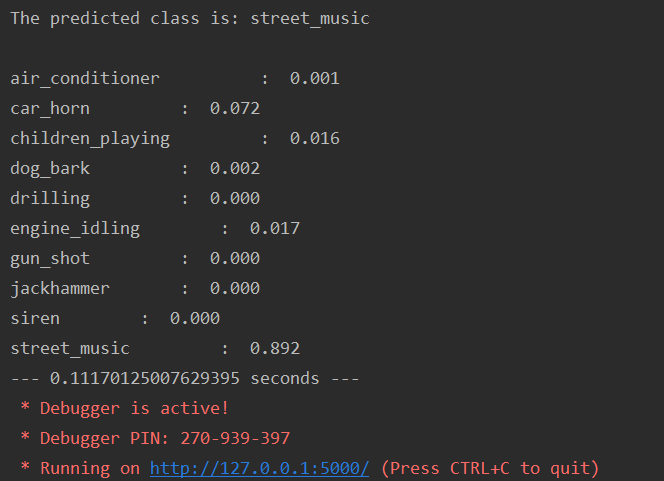 The predicted class is: street_music
air_conditioner : 0.001
car_horn : 0.072
children_playing : 0.016
dog_bark : 0.002
drilling : 0.000
engine_idling : 0.017
gun_shot : 0.000
jackhammer : 0.000
siren : 0.000
street_music : 0.892
--- 0.11170125007629395 seconds ---
* Debugger is active!
* Debugger PIN: 270-939-397
* Running on http://127.0.0.1:5000/ (Press CTRL+C to quit)